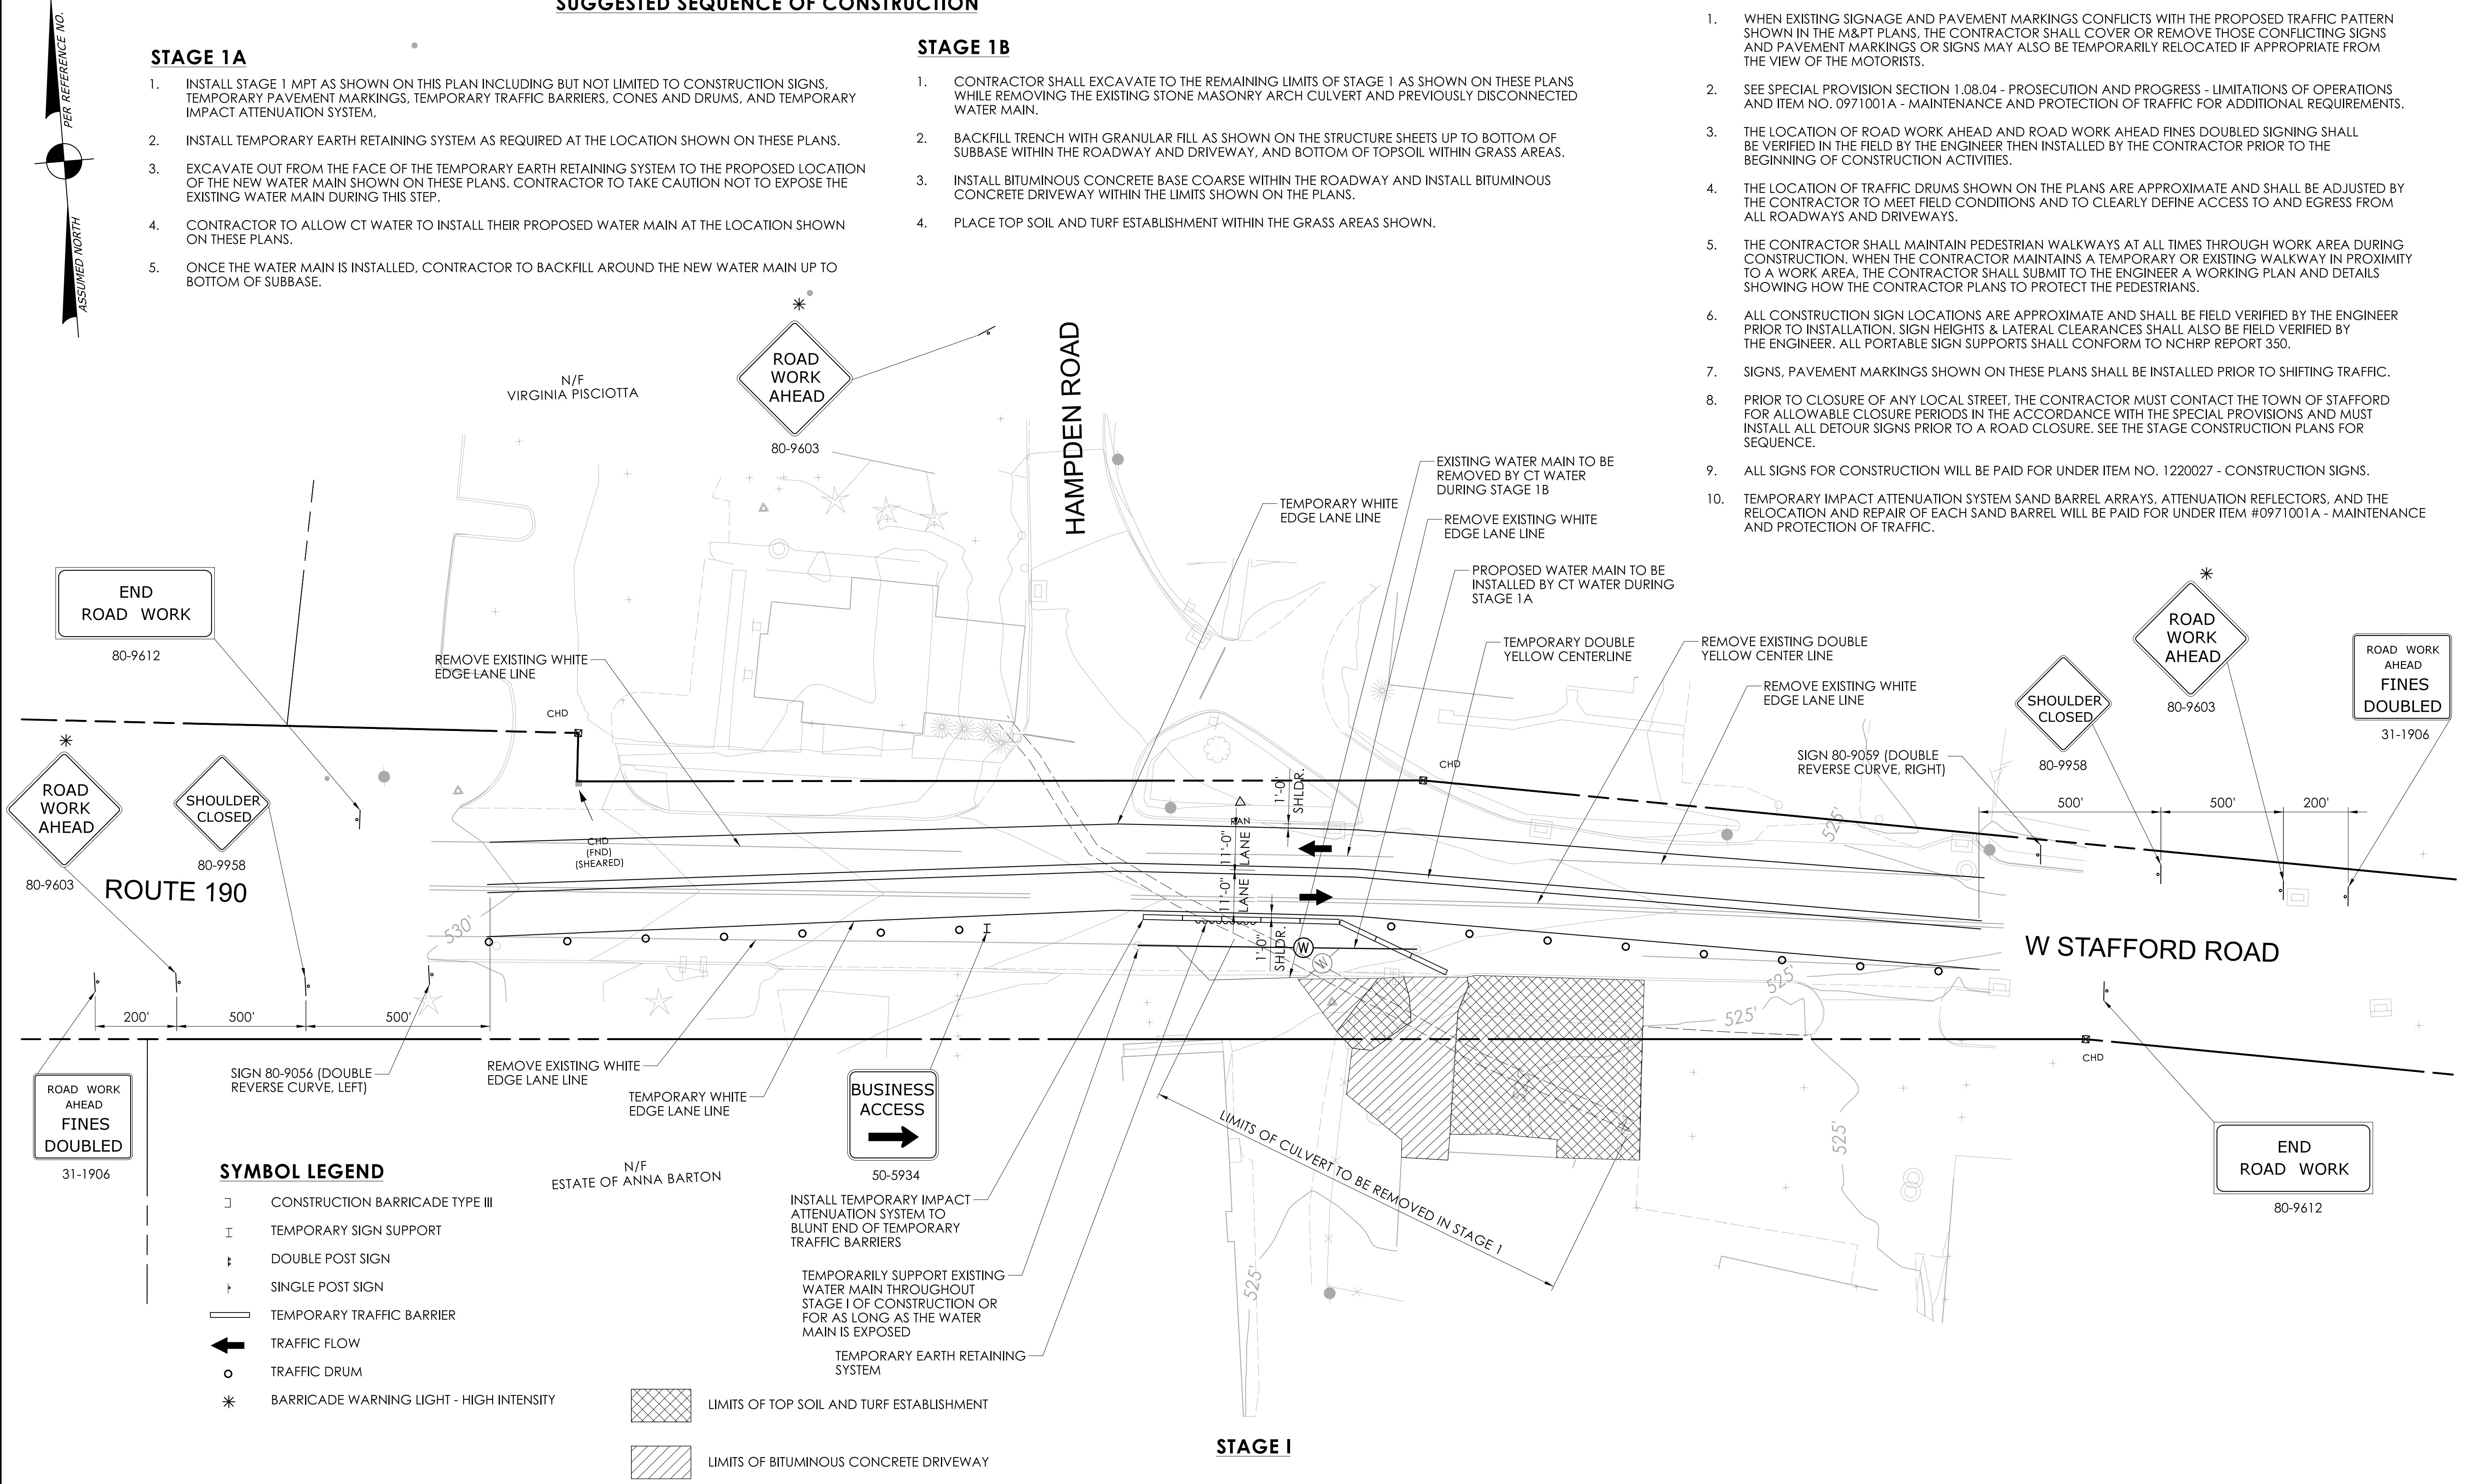 SUGGESTED SEQUENCE OF CONSTRUCTION
PER REFERENCE NO.
ASSUMED NORTH
STAGE 1A
1. INSTALL STAGE 1 MPT AS SHOWN ON THIS PLAN INCLUDING BUT NOT LIMITED TO CONSTRUCTION SIGNS,
TEMPORARY PAVEMENT MARKINGS, TEMPORARY TRAFFIC BARRIERS, CONES AND DRUMS, AND TEMPORARY
IMPACT ATTENUATION SYSTEM,
2. INSTALL TEMPORARY EARTH RETAINING SYSTEM AS REQUIRED AT THE LOCATION SHOWN ON THESE PLANS.
3. EXCAVATE OUT FROM THE FACE OF THE TEMPORARY EARTH RETAINING SYSTEM TO THE PROPOSED LOCATION
OF THE NEW WATER MAIN SHOWN ON THESE PLANS. CONTRACTOR TO TAKE CAUTION NOT TO EXPOSE THE
EXISTING WATER MAIN DURING THIS STEP.
4. CONTRACTOR TO ALLOW CT WATER TO INSTALL THEIR PROPOSED WATER MAIN AT THE LOCATION SHOWN
ON THESE PLANS.
5. ONCE THE WATER MAIN IS INSTALLED, CONTRACTOR TO BACKFILL AROUND THE NEW WATER MAIN UP TO
BOTTOM OF SUBBASE.
STAGE 1B
1. CONTRACTOR SHALL EXCAVATE TO THE REMAINING LIMITS OF STAGE 1 AS SHOWN ON THESE PLANS
WHILE REMOVING THE EXISTING STONE MASONRY ARCH CULVERT AND PREVIOUSLY DISCONNECTED
WATER MAIN.
2. BACKFILL TRENCH WITH GRANULAR FILL AS SHOWN ON THE STRUCTURE SHEETS UP TO BOTTOM OF
SUBBASE WITHIN THE ROADWAY AND DRIVEWAY, AND BOTTOM OF TOPSOIL WITHIN GRASS AREAS.
3. INSTALL BITUMINOUS CONCRETE BASE COARSE WITHIN THE ROADWAY AND INSTALL BITUMINOUS
CONCRETE DRIVEWAY WITHIN THE LIMITS SHOWN ON THE PLANS.
4. PLACE TOP SOIL AND TURF ESTABLISHMENT WITHIN THE GRASS AREAS SHOWN.
1. WHEN EXISTING SIGNAGE AND PAVEMENT MARKINGS CONFLICTS WITH THE PROPOSED TRAFFIC PATTERN
SHOWN IN THE M&PT PLANS, THE CONTRACTOR SHALL COVER OR REMOVE THOSE CONFLICTING SIGNS
AND PAVEMENT MARKINGS OR SIGNS MAY ALSO BE TEMPORARILY RELOCATED IF APPROPRIATE FROM
THE VIEW OF THE MOTORISTS.
2. SEE SPECIAL PROVISION SECTION 1.08.04 - PROSECUTION AND PROGRESS - LIMITATIONS OF OPERATIONS
AND ITEM NO. 0971001A - MAINTENANCE AND PROTECTION OF TRAFFIC FOR ADDITIONAL REQUIREMENTS.
3. THE LOCATION OF ROAD WORK AHEAD AND ROAD WORK AHEAD FINES DOUBLED SIGNING SHALL
BE VERIFIED IN THE FIELD BY THE ENGINEER THEN INSTALLED BY THE CONTRACTOR PRIOR TO THE
BEGINNING OF CONSTRUCTION ACTIVITIES.
4. THE LOCATION OF TRAFFIC DRUMS SHOWN ON THE PLANS ARE APPROXIMATE AND SHALL BE ADJUSTED BY
THE CONTRACTOR TO MEET FIELD CONDITIONS AND TO CLEARLY DEFINE ACCESS TO AND EGRESS FROM
ALL ROADWAYS AND DRIVEWAYS.
5. THE CONTRACTOR SHALL MAINTAIN PEDESTRIAN WALKWAYS AT ALL TIMES THROUGH WORK AREA DURING
CONSTRUCTION. WHEN THE CONTRACTOR MAINTAINS A TEMPORARY OR EXISTING WALKWAY IN PROXIMITY
TO A WORK AREA, THE CONTRACTOR SHALL SUBMIT TO THE ENGINEER A WORKING PLAN AND DETAILS
SHOWING HOW THE CONTRACTOR PLANS TO PROTECT THE PEDESTRIANS.
6. ALL CONSTRUCTION SIGN LOCATIONS ARE APPROXIMATE AND SHALL BE FIELD VERIFIED BY THE ENGINEER
PRIOR TO INSTALLATION. SIGN HEIGHTS & LATERAL CLEARANCES SHALL ALSO BE FIELD VERIFIED BY
THE ENGINEER. ALL PORTABLE SIGN SUPPORTS SHALL CONFORM TO NCHRP REPORT 350.
7. SIGNS, PAVEMENT MARKINGS SHOWN ON THESE PLANS SHALL BE INSTALLED PRIOR TO SHIFTING TRAFFIC.
8. PRIOR TO CLOSURE OF ANY LOCAL STREET, THE CONTRACTOR MUST CONTACT THE TOWN OF STAFFORD
FOR ALLOWABLE CLOSURE PERIODS IN THE ACCORDANCE WITH THE SPECIAL PROVISIONS AND MUST
INSTALL ALL DETOUR SIGNS PRIOR TO A ROAD CLOSURE. SEE THE STAGE CONSTRUCTION PLANS FOR
SEQUENCE.
9. ALL SIGNS FOR CONSTRUCTION WILL BE PAID FOR UNDER ITEM NO. 1220027 - CONSTRUCTION SIGNS.
10. TEMPORARY IMPACT ATTENUATION SYSTEM SAND BARREL ARRAYS, ATTENUATION REFLECTORS, AND THE
RELOCATION AND REPAIR OF EACH SAND BARREL WILL BE PAID FOR UNDER ITEM #0971001A - MAINTENANCE
AND PROTECTION OF TRAFFIC.
N/F
VIRGINIA PISCIOTTA
ROAD
WORK
AHEAD
80-9603
HAMPDEN ROAD
TEMPORARY WHITE
EDGE LANE LINE
EXISTING WATER MAIN TO BE
REMOVED BY CT WATER
DURING STAGE 1B
REMOVE EXISTING WHITE
EDGE LANE LINE
PROPOSED WATER MAIN TO BE
INSTALLED BY CT WATER DURING
STAGE 1A
TEMPORARY DOUBLE
YELLOW CENTERLINE
REMOVE EXISTING DOUBLE
YELLOW CENTER LINE
REMOVE EXISTING WHITE
EDGE LANE LINE
SIGN 80-9059 (DOUBLE
REVERSE CURVE, RIGHT)
SHOULDER
CLOSED
80-9958
ROAD
WORK
AHEAD
80-9603
ROAD WORK
AHEAD
FINES
DOUBLED
31-1906
500'
500'
200'
END
ROAD WORK
80-9612
REMOVE EXISTING WHITE
EDGE LANE LINE
CHD
CHD
(FND)
(SHEARED)
CHD
ROAD
WORK
AHEAD
80-9603
SHOULDER
CLOSED
80-9958
ROUTE 190
1'-0"
SHLDR.
RAN
11'-0"
LANE
11'-0"
LANE
1'-0"
SHLDR.
W
W
530'
525'
525'
525'
525'
525'
525'
W STAFFORD ROAD
200'
500'
500'
CHD
SIGN 80-9056 (DOUBLE
REVERSE CURVE, LEFT)
REMOVE EXISTING WHITE
EDGE LANE LINE
TEMPORARY WHITE
EDGE LANE LINE
ROAD WORK
AHEAD
FINES
DOUBLED
31-1906
BUSINESS
ACCESS
50-5934
N/F
ESTATE OF ANNA BARTON
LIMITS OF CULVERT TO BE REMOVED IN STAGE 1
END
ROAD WORK
80-9612
INSTALL TEMPORARY IMPACT
ATTENUATION SYSTEM TO
BLUNT END OF TEMPORARY
TRAFFIC BARRIERS
TEMPORARILY SUPPORT EXISTING
WATER MAIN THROUGHOUT
STAGE I OF CONSTRUCTION OR
FOR AS LONG AS THE WATER
MAIN IS EXPOSED
TEMPORARY EARTH RETAINING
SYSTEM
SYMBOL LEGEND
CONSTRUCTION BARRICADE TYPE III
TEMPORARY SIGN SUPPORT
DOUBLE POST SIGN
SINGLE POST SIGN
TEMPORARY TRAFFIC BARRIER
TRAFFIC FLOW
TRAFFIC DRUM
BARRICADE WARNING LIGHT - HIGH INTENSITY
LIMITS OF TOP SOIL AND TURF ESTABLISHMENT
LIMITS OF BITUMINOUS CONCRETE DRIVEWAY
STAGE I